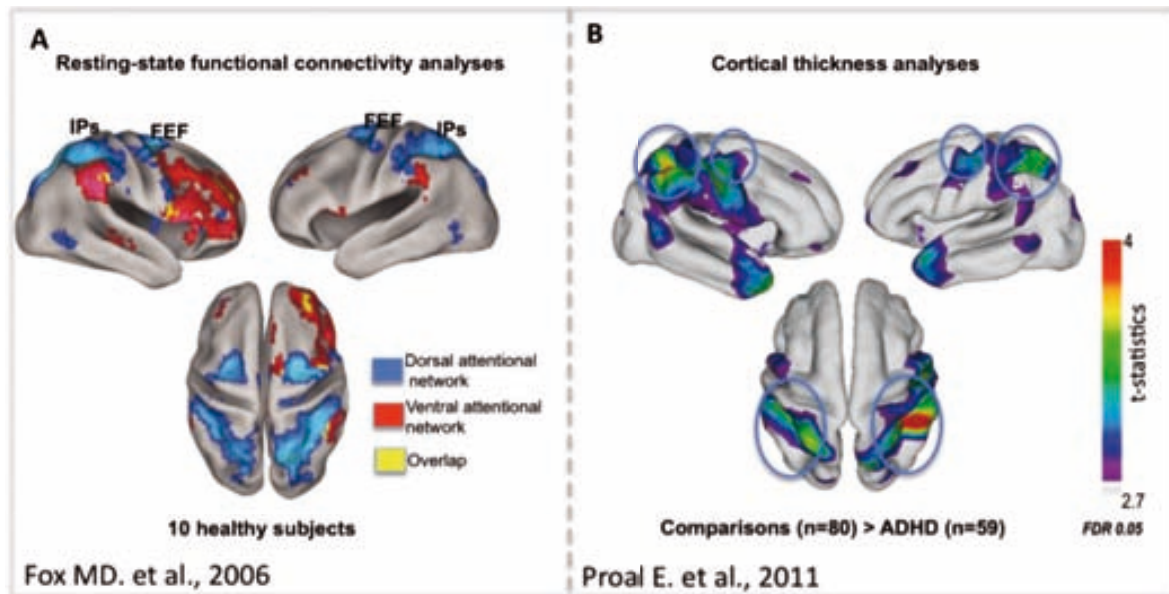 A
Resting-state functional connectivity analyses
IPs
FEF
FEF
IPs
Dorsal attentional
network
Ventral attentional
network
Overlap
10 healthy subjects
Fox MD. et al., 2006
B
Cortical thickness analyses
4
t-statistics
2.7
Comparisons (n=80) > ADHD (n=59)
FDR 0.05
Proal E. et al., 2011